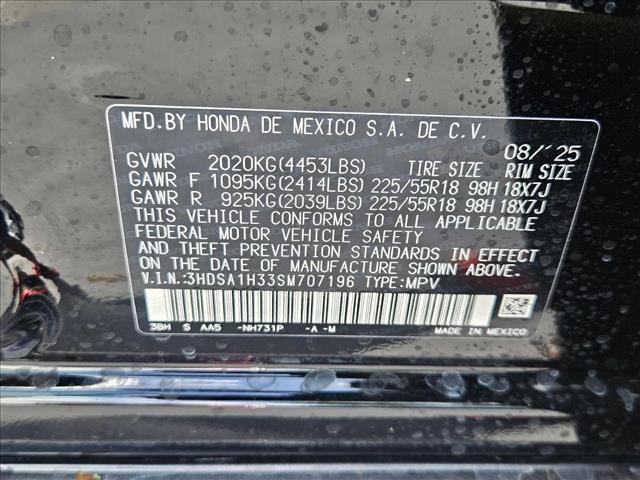 MFD.BY HONDA DE MEXICO S.A. DE C.V.
08/'25
GVWR 2020KG(4453LBS) TIRE SIZE RIM SIZE
GAWR F 1095KG(2414LBS) 225/55R18 98H 18X7J
GAWR R 925KG(2039LBS) 225/55R18 98H 18X7J
THIS VEHICLE CONFORMS TO ALL APPLICABLE
FEDERAL MOTOR VEHICLE SAFETY
AND THEFT PREVENTION STANDARDS IN EFFECT
ON THE DATE OF MANUFACTURE SHOWN ABOVE.
V.I.N.:3HDSA1H33SM707196 TYPE:MPV
3BH S AA5 -NH731P -A -M
MADE IN MEXICO